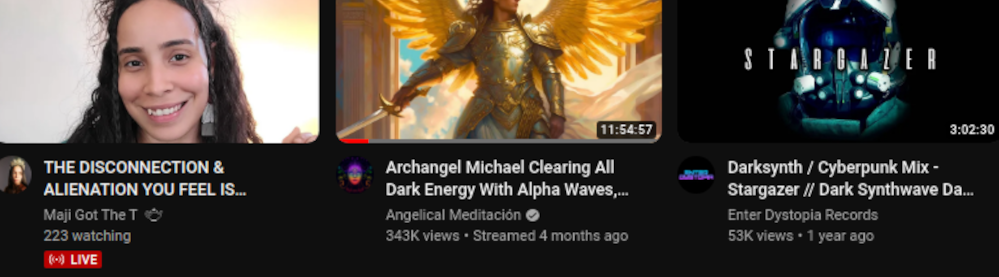 11:54:57
STARGAZER
3:02:30
THE DISCONNECTION &
ALIENATION YOU FEEL IS...
Maji Got The T
223 watching
LIVE
Archangel Michael Clearing All
Dark Energy With Alpha Waves,...
Angelical Meditación
343K views • Streamed 4 months ago
ENTER
DYSTOPIA
Darksynth / Cyberpunk Mix -
Stargazer // Dark Synthwave Da...
Enter Dystopia Records
53K views • 1 year ago